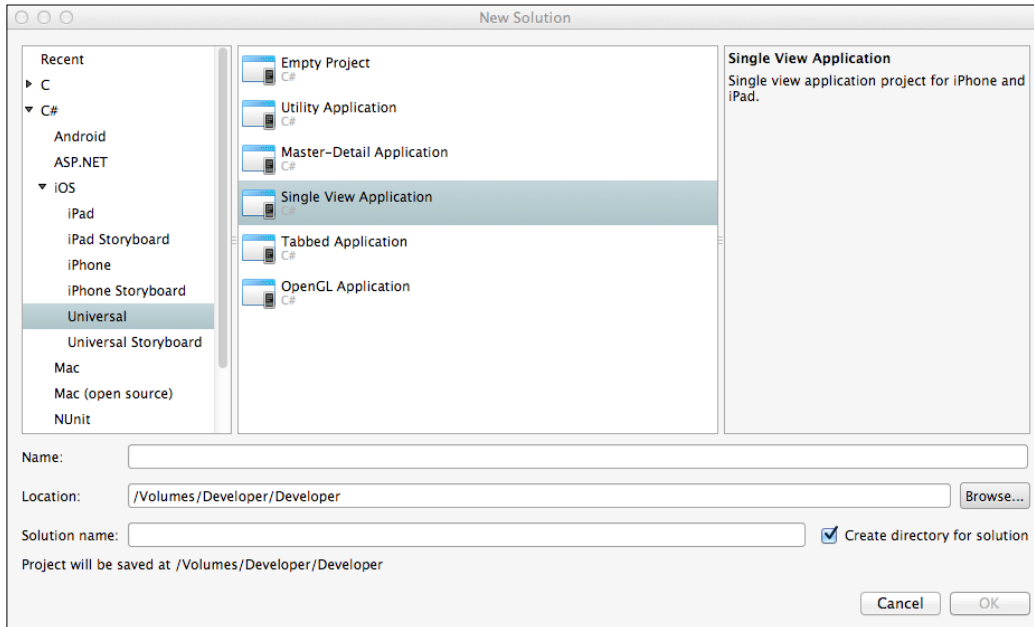 New Solution
Recent
C
C#
Android
ASP.NET
iOS
iPad
iPad Storyboard
iPhone
iPhone Storyboard
Universal
Universal Storyboard
Mac
Mac (open source)
NUnit
Empty Project
C#
Utility Application
C#
Master-Detail Application
C#
Single View Application
C#
Tabbed Application
C#
OpenGL Application
C#
Single View Application
Single view application project for iPhone and
iPad.
Name:
Location: /Volumes/Developer/Developer Browse...
Solution name: Create directory for solution
Project will be saved at /Volumes/Developer/Developer
Cancel OK